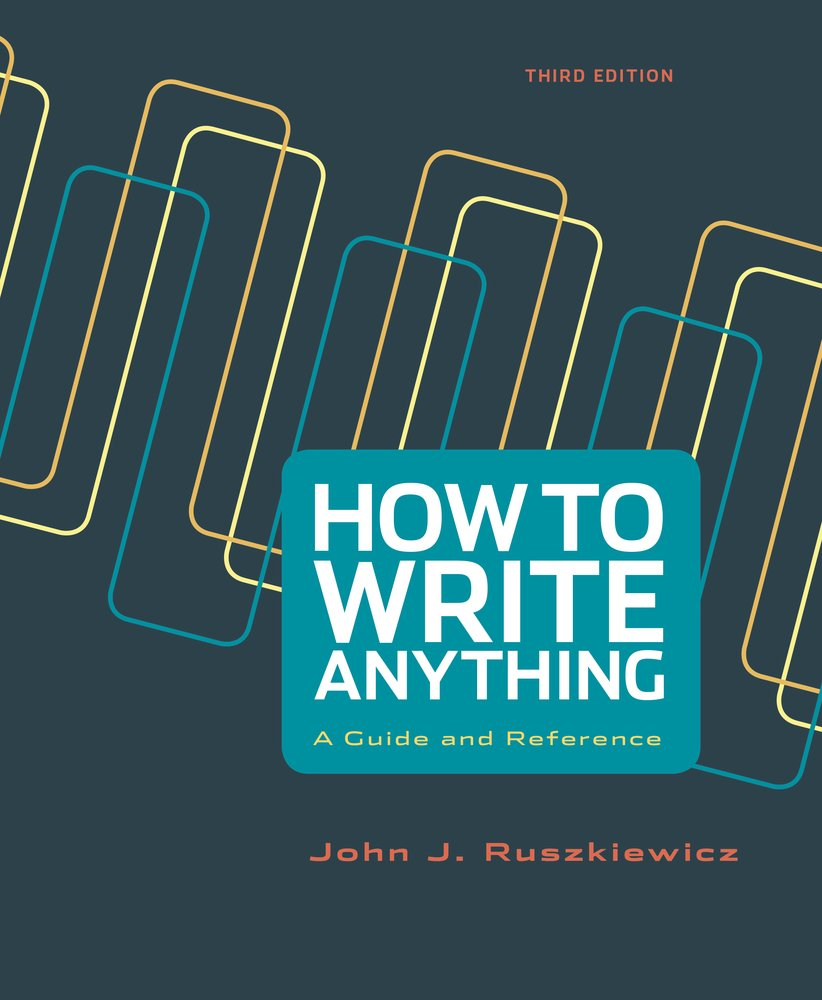 THIRD EDITION
HOW TO
WRITE
ANYTHING
A Guide and Reference
John J. Ruszkiewicz